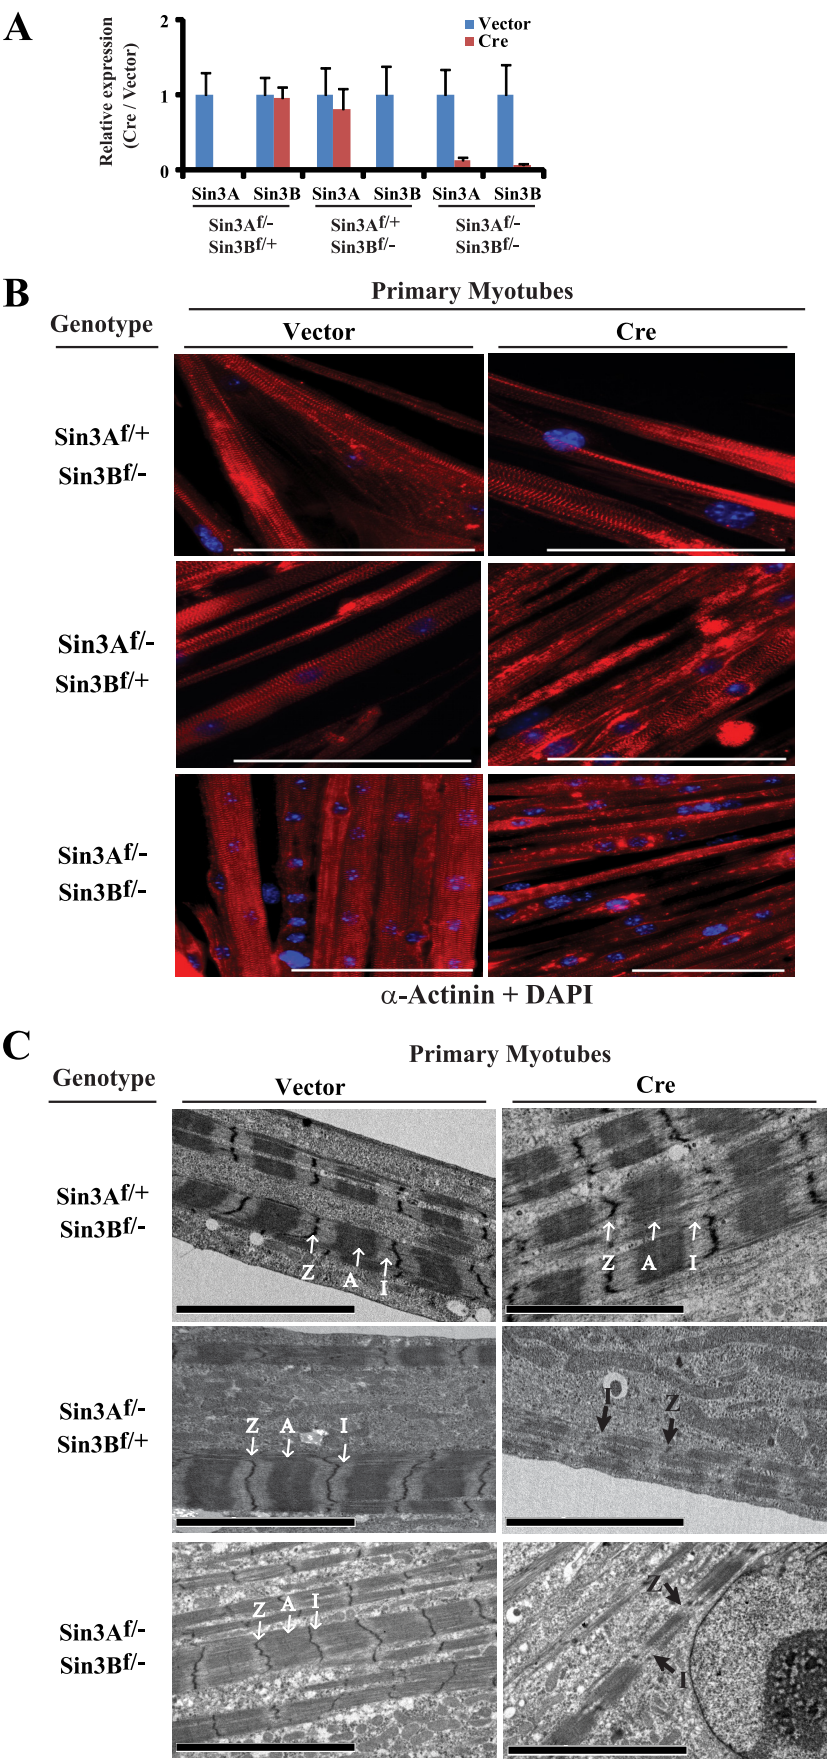 A
2
1
0
Relative expression
(Cre / Vector)
Vector
Cre
Sin3A Sin3B Sin3A Sin3B Sin3A Sin3B
Sin3Af/- Sin3Af/+ Sin3Af/-
Sin3Bf/+ Sin3Bf/- Sin3Bf/-
B
Primary Myotubes
Genotype
Vector Cre
Sin3Af/+
Sin3Bf/-
Sin3Af/-
Sin3Bf/+
Sin3Af/-
Sin3Bf/-
α-Actinin + DAPI
C
Primary Myotubes
Genotype
Vector Cre
Sin3Af/+
Sin3Bf/-
Z A I
Z A I
Sin3Af/-
Sin3Bf/+
Z A I
I Z
Sin3Af/-
Sin3Bf/-
Z A I
Z
I